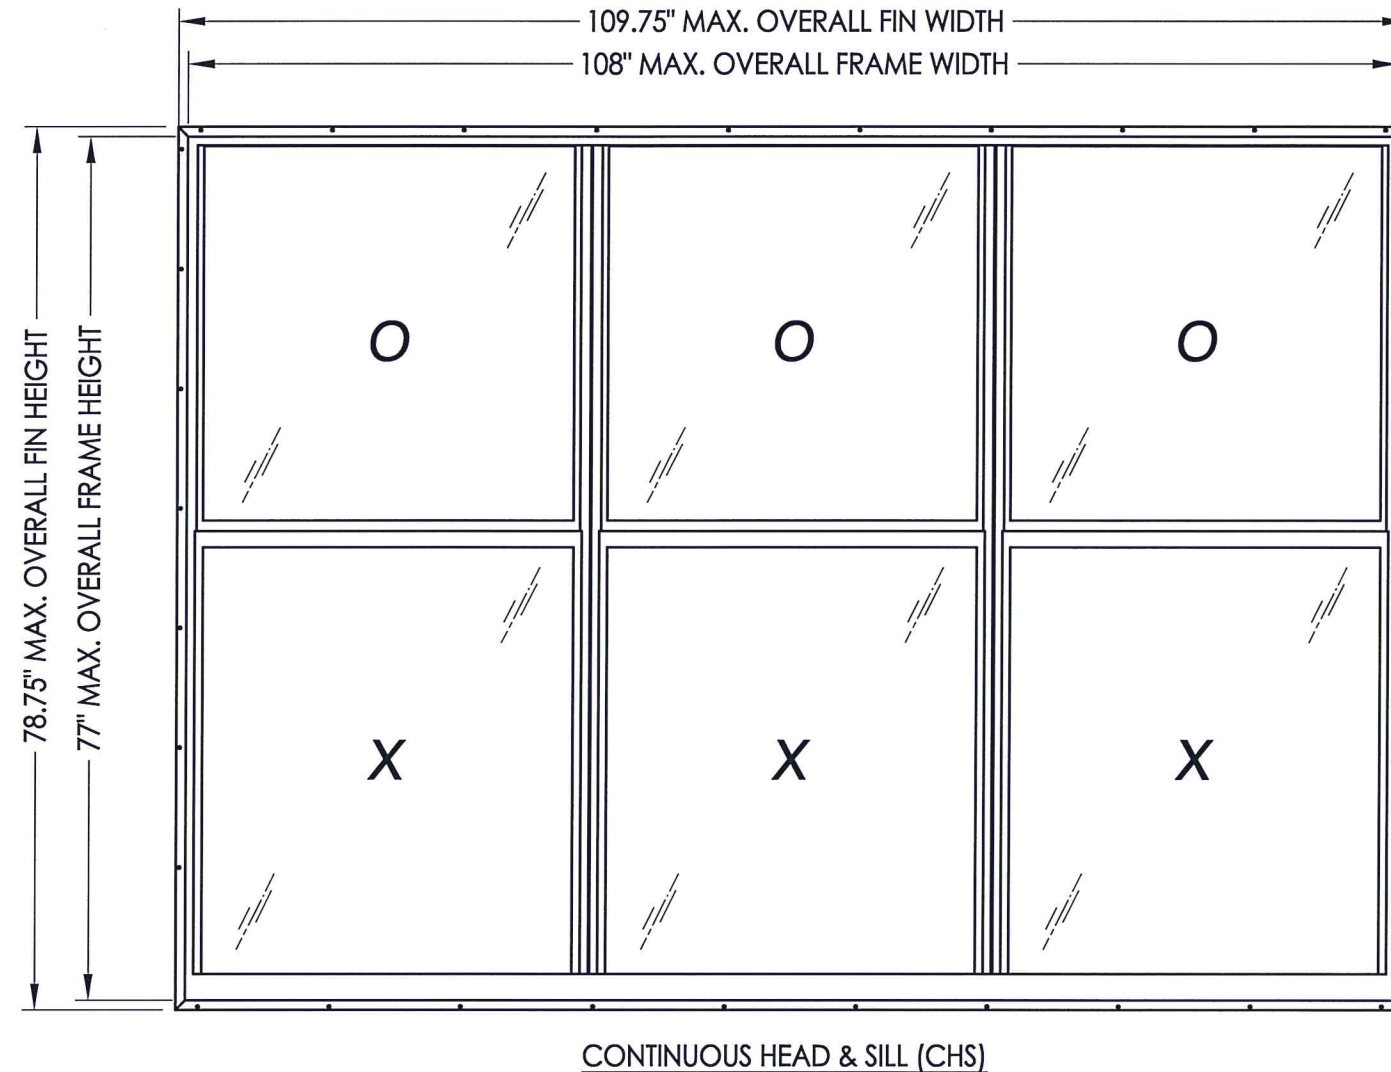 109.75" MAX. OVERALL FIN WIDTH
108" MAX. OVERALL FRAME WIDTH
78.75" MAX. OVERALL FIN HEIGHT
77" MAX. OVERALL FRAME HEIGHT
O O O
X X X
CONTINUOUS HEAD & SILL (CHS)